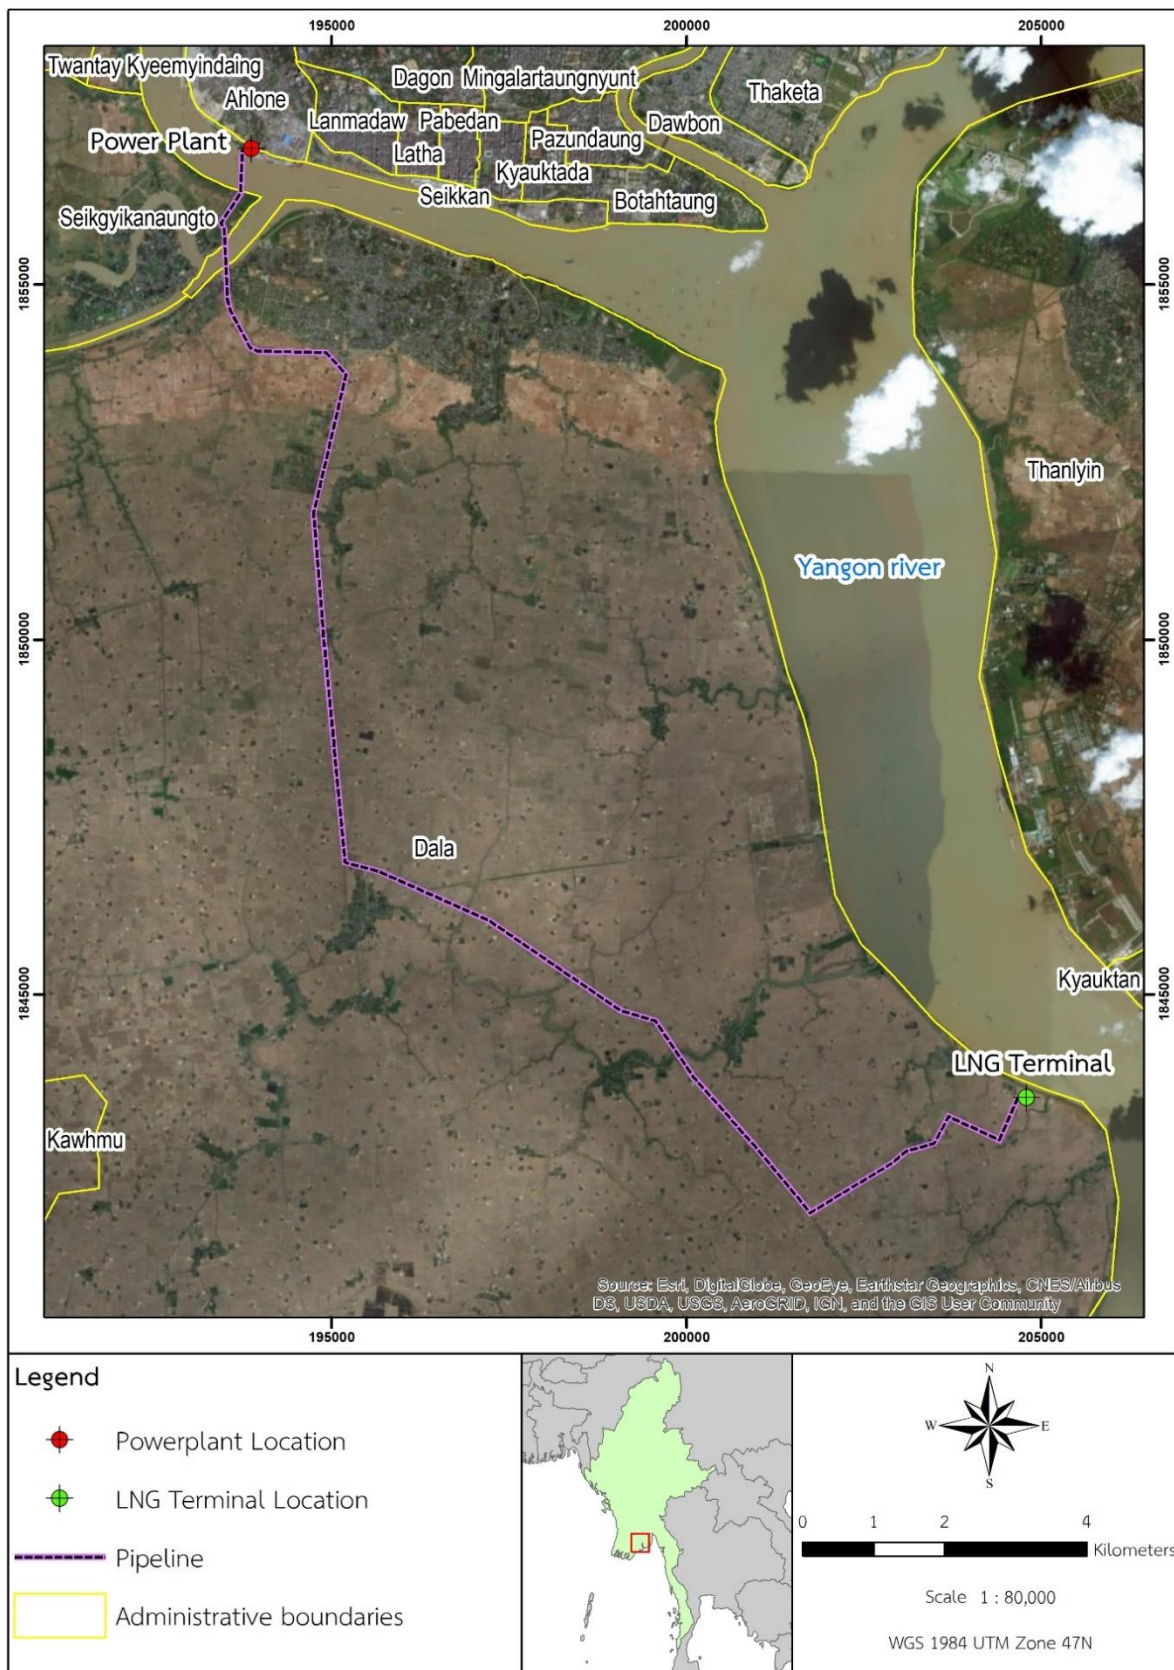 195000
200000
205000
Twantay Kyeemyindaing
Dagon Mingalartaungnyunt
Thaketa
Ahlone
Lanmadaw Pabedan
Dawbon
Power Plant
Pazundaung
Latha
Kyauktada
Seikkan
Botahtaung
Seikgyikanaungto
1855000
1855000
Thanlyin
Yangon river
1850000
1850000
Dala
Kyauktan
1845000
1845000
LNG Terminal
Kawhmu
Source: Esri, DigitalGlobe, GeoEye, Earthstar Geographics, CNES/Airbus
DS, USDA, USGS, AeroGRID, IGN, and the GIS User Community
195000
200000
205000
Legend
Powerplant Location
LNG Terminal Location
Pipeline
Administrative boundaries
N
W
E
S
0 1 2 4
Kilometers
Scale 1 : 80,000
WGS 1984 UTM Zone 47N